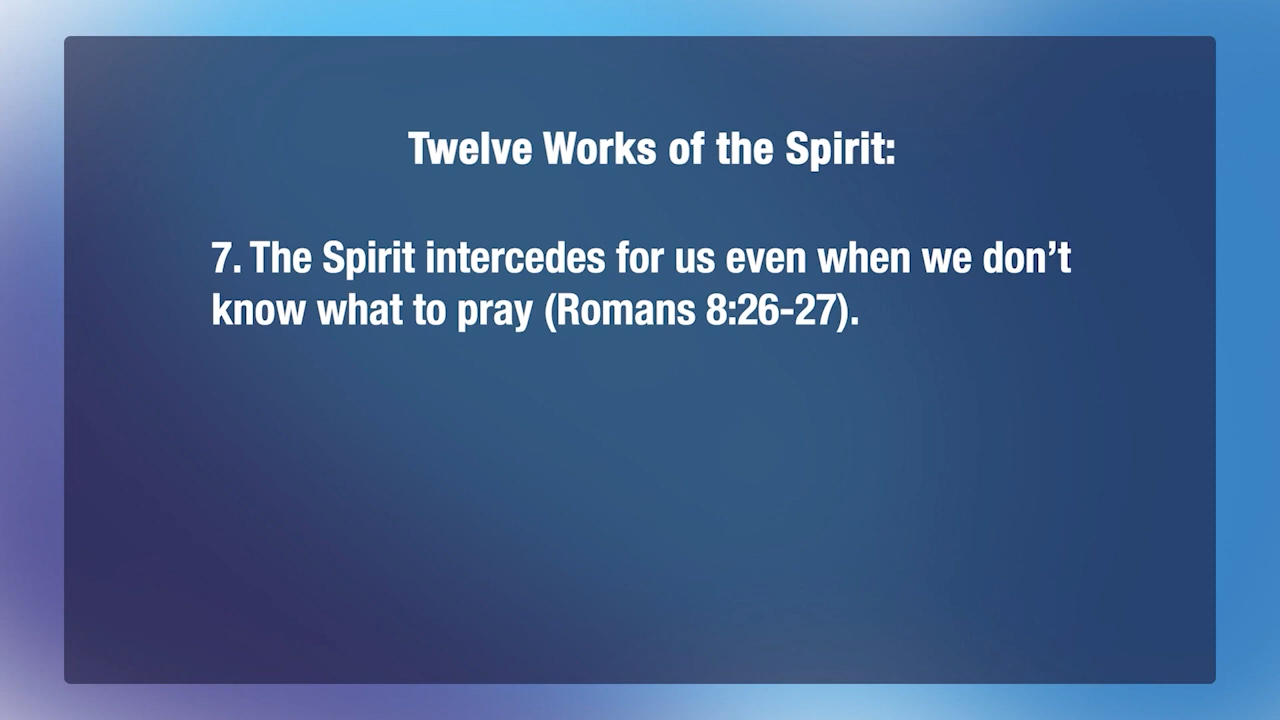 Twelve Works of the Spirit:
7. The Spirit intercedes for us even when we don’t
know what to pray (Romans 8:26-27).